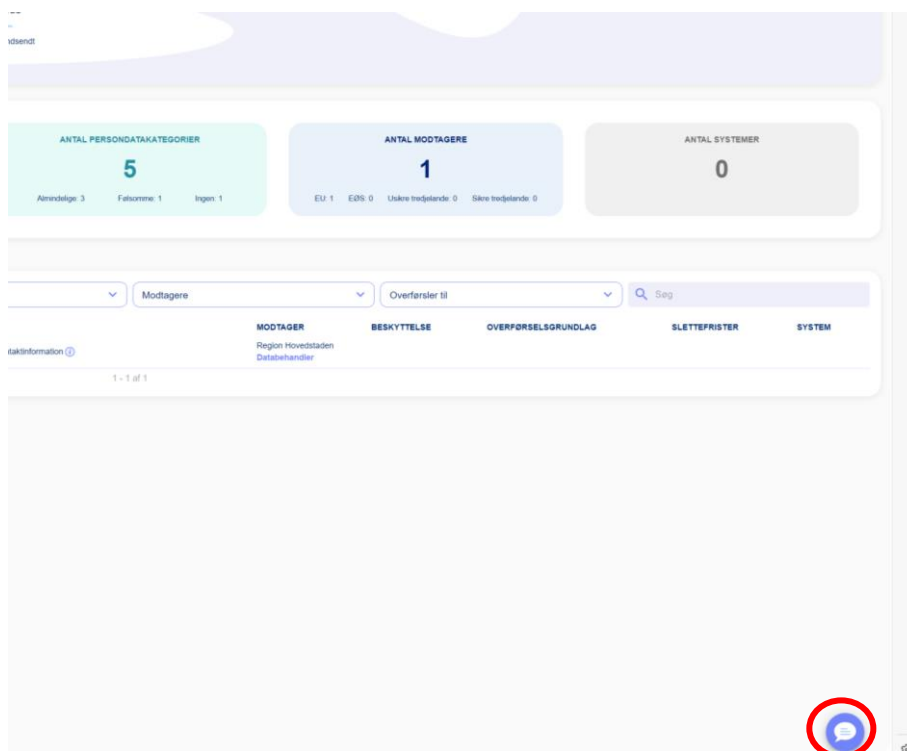 ndsendt
ANTAL PERSONDATAKATEGORIER
5
Almindelige: 3 Følsomme: 1 Ingen: 1
ANTAL MODTAGERE
1
EU: 1 EØS: 0 Usikre tredjelande: 0 Sikre tredjelande: 0
ANTAL SYSTEMER
0
Modtagere
Overførsler til
Søg
MODTAGER BESKYTTELSE OVERFØRSELSGRUNDLAG SLETTEFRISTER SYSTEM
ntaktinformation
Region Hovedstaden
Databehandler
1 - 1 af 1